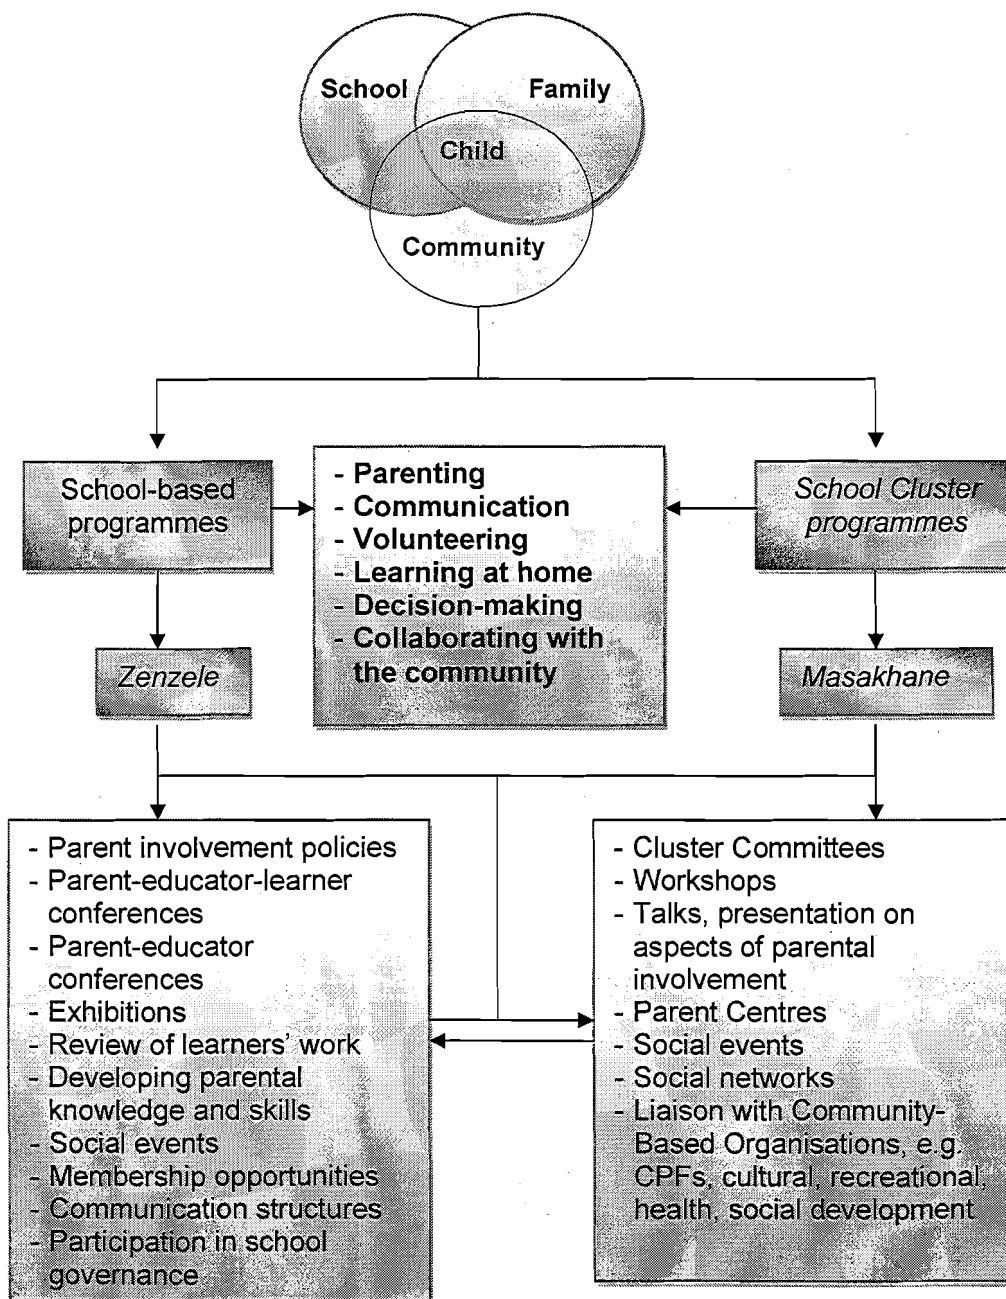 School
Family
Child
Community
School-based
programmes
- Parenting
- Communication
- Volunteering
- Learning at home
- Decision-making
- Collaborating with
the community
School Cluster
programmes
Zenzele
Masakhane
- Parent involvement policies
- Parent-educator-learner
conferences
- Parent-educator
conferences
- Exhibitions
- Review of learners' work
- Developing parental
knowledge and skills
- Social events
- Membership opportunities
- Communication structures
- Participation in school
governance
- Cluster Committees
- Workshops
- Talks, presentation on
aspects of parental
involvement
- Parent Centres
- Social events
- Social networks
- Liaison with Community-
Based Organisations, e.g.
CPFs, cultural, recreational,
health, social development